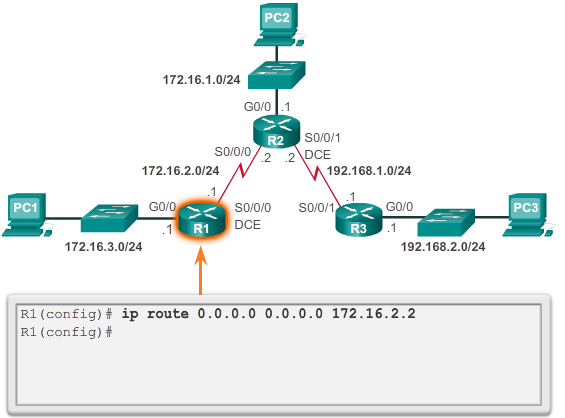 PC2
172.16.1.0/24
G0/0 .1
R2
S0/0/0 S0/0/1
.2 .2 DCE
172.16.2.0/24 192.168.1.0/24
.1 .1
PC1 G0/0 S0/0/0 S0/0/1 G0/0 PC3
.1 R1 DCE R3 .1
172.16.3.0/24 192.168.2.0/24
R1(config)# ip route 0.0.0.0 0.0.0.0 172.16.2.2
R1(config)#